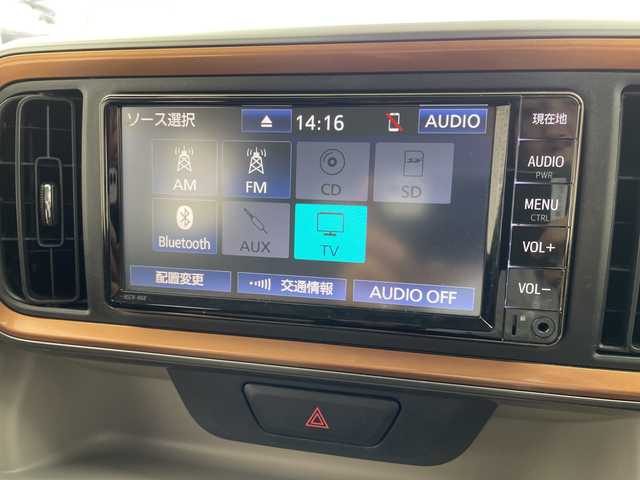 ソース選択 14:16 AUDIO 現在地
AM FM CD SD AUDIO
PWR
MENU
CTRL
Bluetooth AUX TV VOL+
配置変更 交通情報 AUDIO OFF VOL-